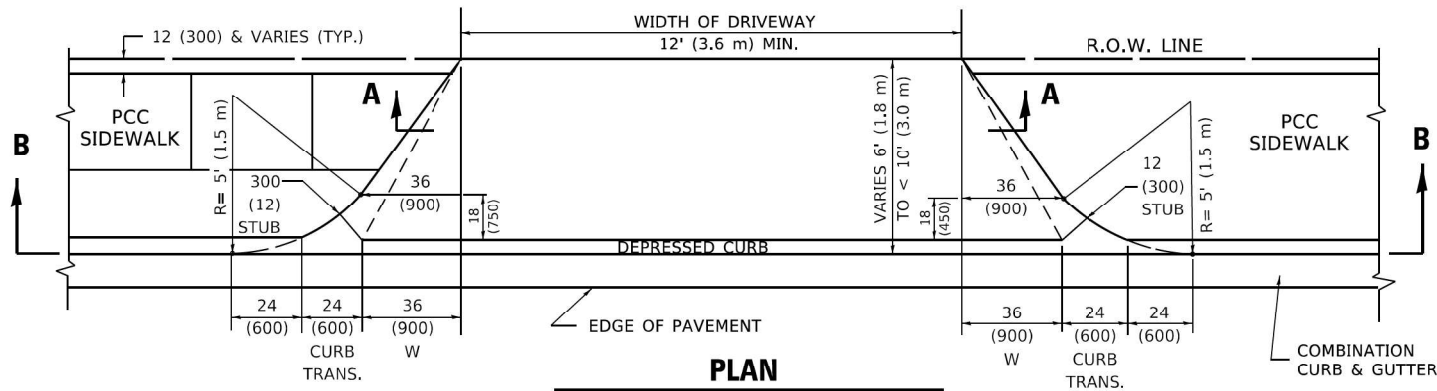 WIDTH OF DRIVEWAY
12' (3.6 m) MIN.
12 (300) & VARIES (TYP.)
R.O.W. LINE
A
A
PCC
SIDEWALK
PCC
SIDEWALK
B
B
R= 5' (1.5 m)
300
(12)
STUB
36
(900)
18
(750)
VARIES 6' (1.8 m)
TO < 10' (3.0 m)
36
(900)
18
(450)
12
(300)
STUB
R= 5' (1.5 m)
DEPRESSED CURB
24
(600)
24
(600)
CURB
TRANS.
36
(900)
W
EDGE OF PAVEMENT
36
(900)
W
24
(600)
CURB
TRANS.
24
(600)
COMBINATION
CURB & GUTTER
PLAN